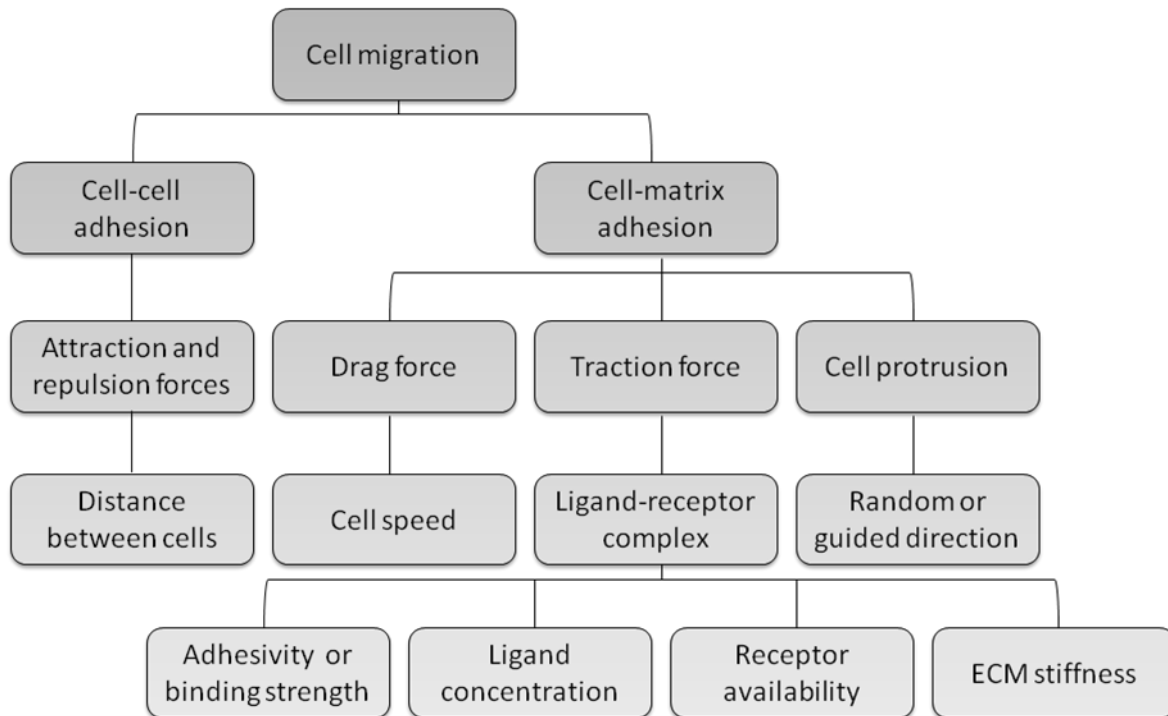 Cell migration
Cell-cell
adhesion
Cell-matrix
adhesion
Attraction and
repulsion forces
Drag force
Traction force
Cell protrusion
Distance
between cells
Cell speed
Ligand-receptor
complex
Random or
guided direction
Adhesivity or
binding strength
Ligand
concentration
Receptor
availability
ECM stiffness